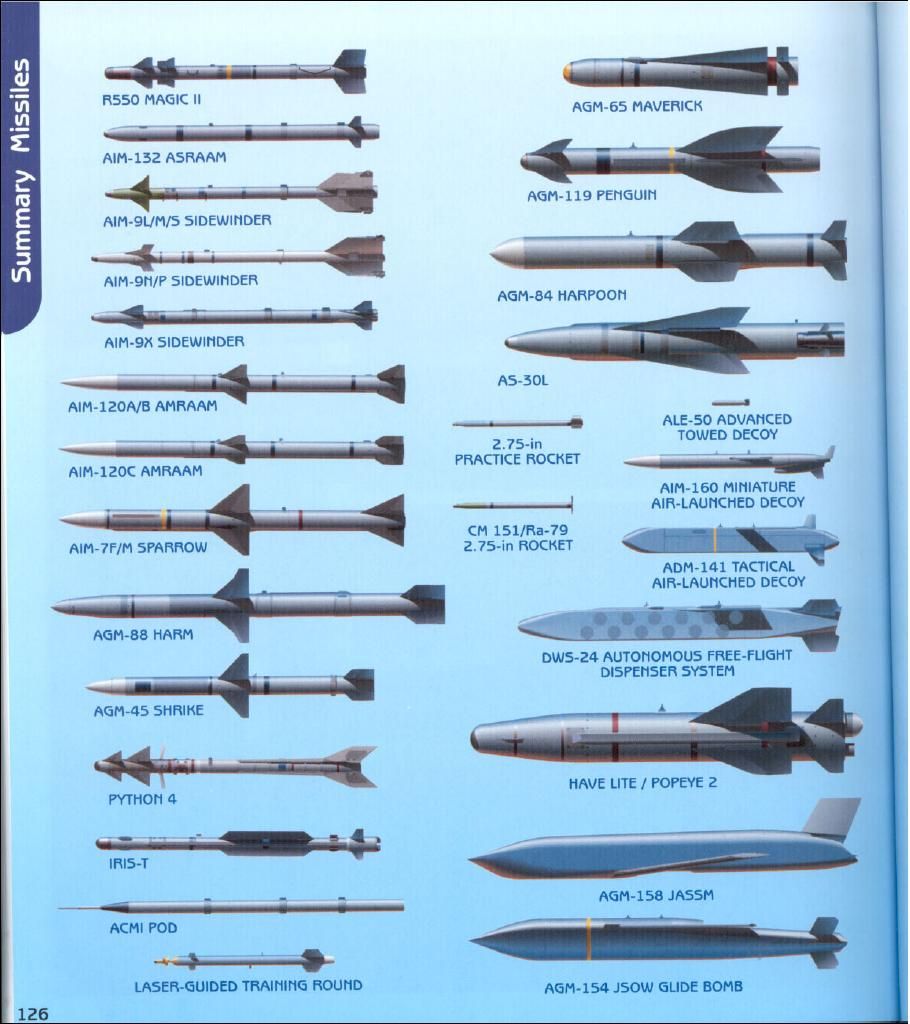 Summary Missiles
R550 MAGIC II
AIM-132 ASRAAM
AIM-9L/M/S SIDEWINDER
AIM-9N/P SIDEWINDER
AIM-9X SIDEWINDER
AIM-120A/B AMRAAM
AIM-120C AMRAAM
AIM-7F/M SPARROW
AGM-88 HARM
AGM-45 SHRIKE
PYTHON 4
IRIS-T
ACMI POD
LASER-GUIDED TRAINING ROUND
AGM-65 MAVERICK
AGM-119 PENGUIN
AGM-84 HARPOON
AS-30L
2.75-in
PRACTICE ROCKET
CM 151/Ra-79
2.75-in ROCKET
ALE-50 ADVANCED
TOWED DECOY
AIM-160 MINIATURE
AIR-LAUNCHED DECOY
ADM-141 TACTICAL
AIR-LAUNCHED DECOY
DWS-24 AUTONOMOUS FREE-FLIGHT
DISPENSER SYSTEM
HAVE LITE / POPEYE 2
AGM-158 JASSM
AGM-154 JSOW GLIDE BOMB
126